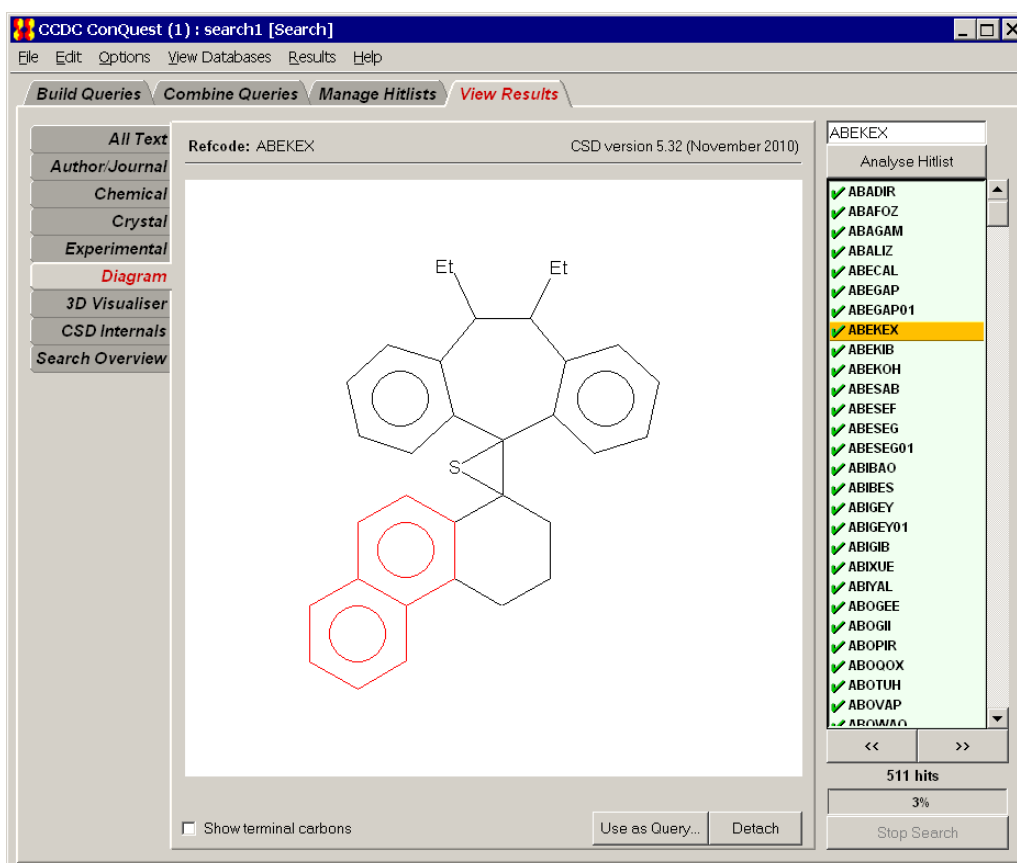 CCDC ConQuest (1) : search1 [Search]
File Edit Options View Databases Results Help
Build Queries Combine Queries Manage Hitlists View Results
All Text
Author/Journal
Chemical
Crystal
Experimental
Diagram
3D Visualiser
CSD Internals
Search Overview
Refcode: ABEKEX CSD version 5.32 (November 2010)
Et Et
S
Show terminal carbons
Use as Query... Detach
ABEKEX
Analyse Hitlist
ABADIR
ABAFOZ
ABAGAM
ABALIZ
ABECAL
ABEGAP
ABEGAP01
ABEKEX
ABEKIB
ABEKOH
ABESAB
ABESEF
ABESEG
ABESEG01
ABIBAO
ABIBES
ABIGEY
ABIGEY01
ABIGIB
ABIXUE
ABIYAL
ABOGEE
ABOGII
ABOPIR
ABOQOX
ABOTUH
ABOVAP
<< >>
511 hits
3%
Stop Search